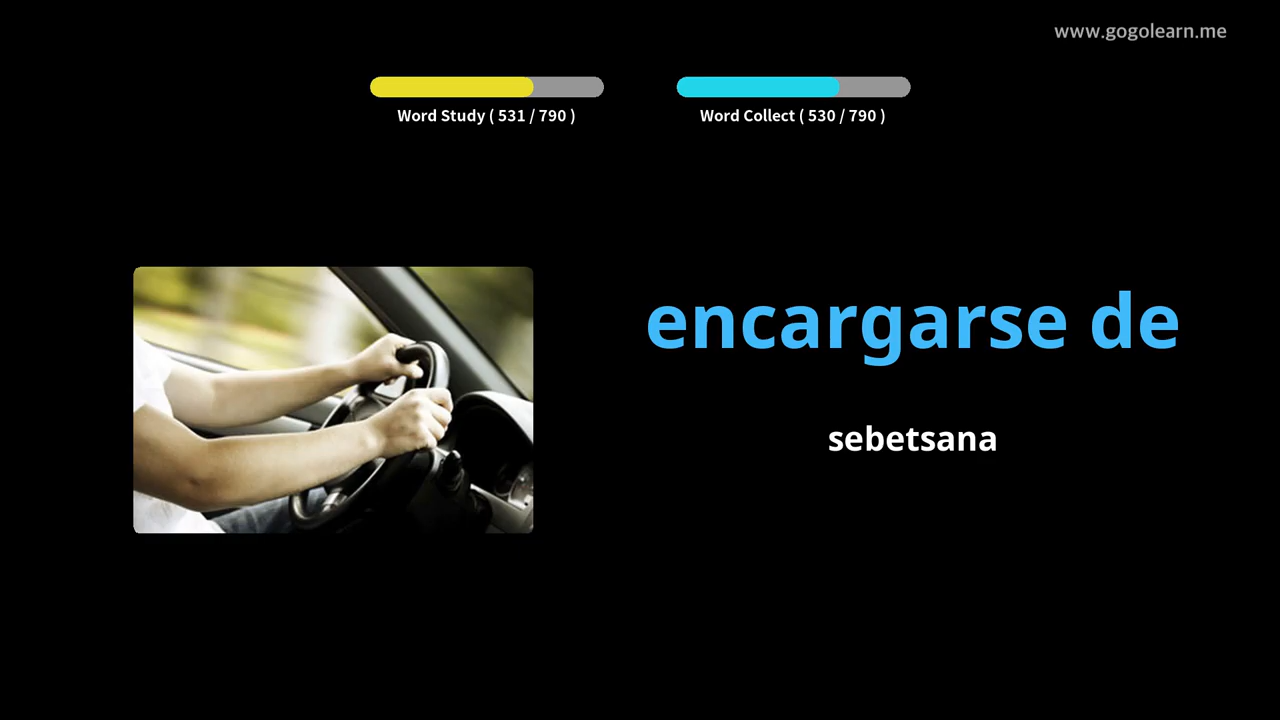 www.gogolearn.me
Word Study ( 531 / 790 )
Word Collect ( 530 / 790 )
encargarse de
sebetsana